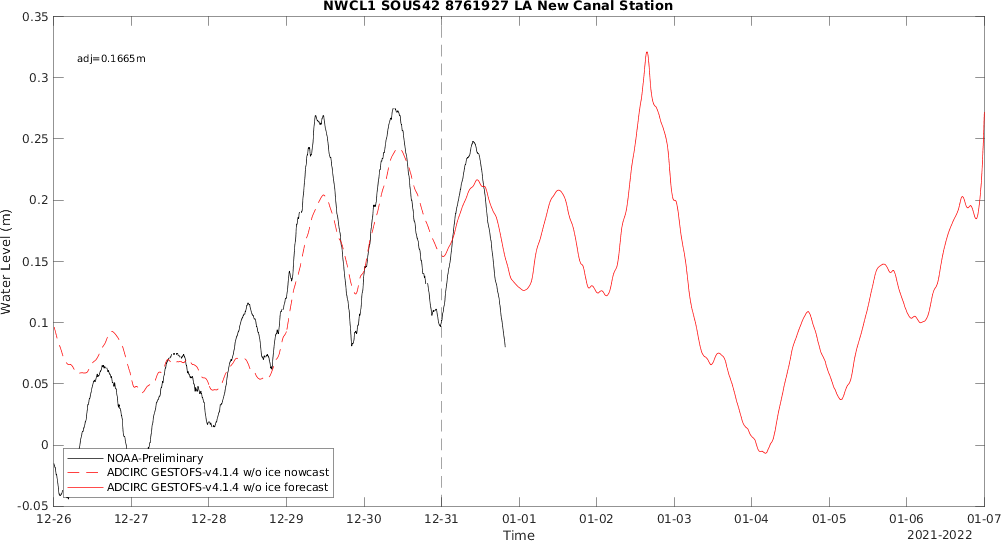 NWCL1 SOUS42 8761927 LA New Canal Station
adj=0.1665m
0.35
0.3
0.25
0.2
0.15
0.1
0.05
0
-0.05
Water Level (m)
NOAA-Preliminary
ADCIRC GESTOFS-v4.1.4 w/o ice nowcast
ADCIRC GESTOFS-v4.1.4 w/o ice forecast
12-26 12-27 12-28 12-29 12-30 12-31 01-01 01-02 01-03 01-04 01-05 01-06 01-07
Time
2021-2022